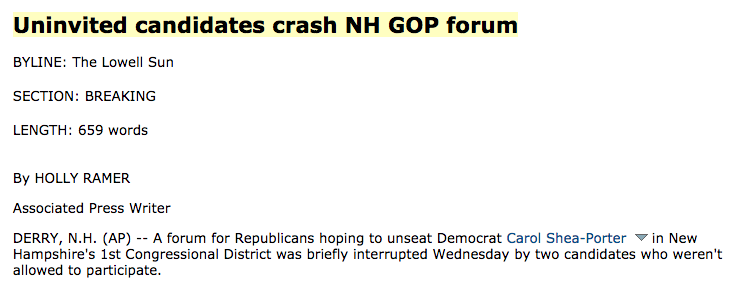 Uninvited candidates crash NH GOP forum
BYLINE: The Lowell Sun
SECTION: BREAKING
LENGTH: 659 words
By HOLLY RAMER
Associated Press Writer
DERRY, N.H. (AP) -- A forum for Republicans hoping to unseat Democrat Carol Shea-Porter in New
Hampshire's 1st Congressional District was briefly interrupted Wednesday by two candidates who weren't
allowed to participate.